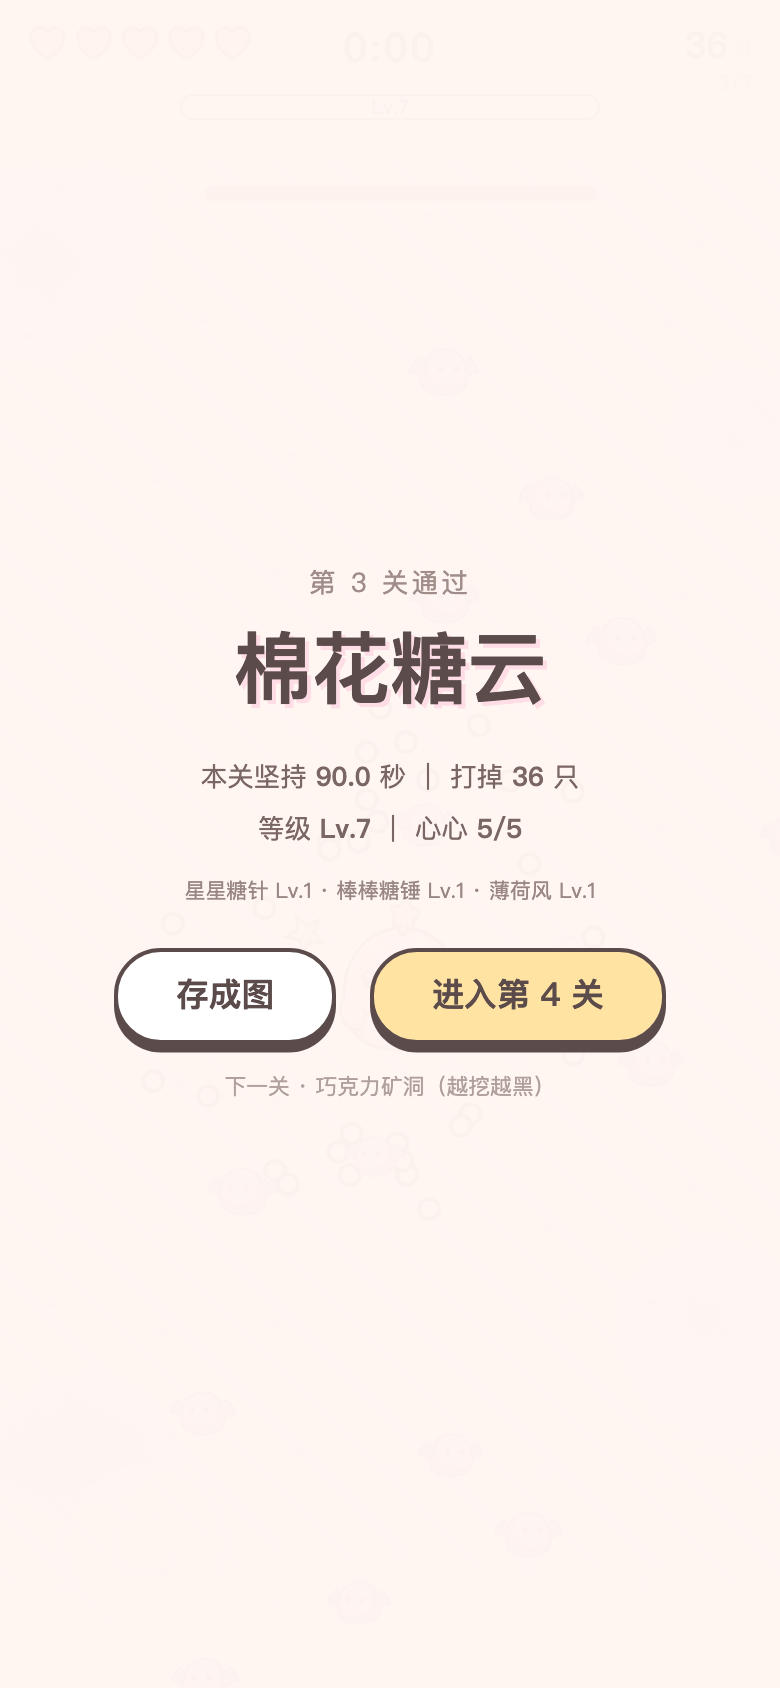 0:00
36
Lv.7
第 3 关通过
棉花糖云
本关坚持 90.0 秒 ｜ 打掉 36 只
等级 Lv.7 ｜ 心心 5/5
星星糖针 Lv.1 · 棒棒糖锤 Lv.1 · 薄荷风 Lv.1
存成图
进入第 4 关
下一关 · 巧克力矿洞（越挖越黑）